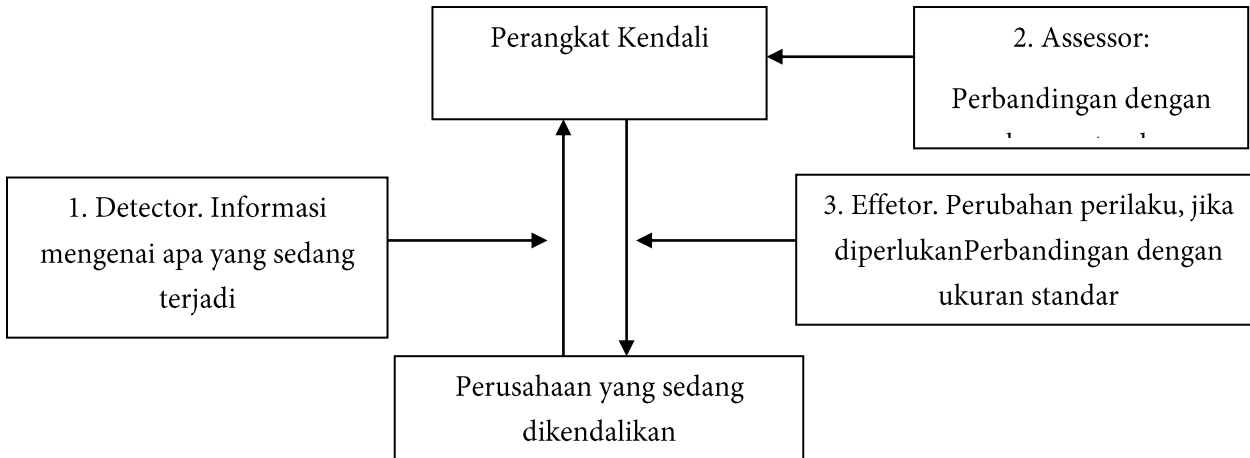 Perangkat Kendali
2. Assessor:
Perbandingan dengan
1. Detector. Informasi
mengenai apa yang sedang
terjadi
3. Effetor. Perubahan perilaku, jika
diperlukanPerbandingan dengan
ukuran standar
Perusahaan yang sedang
dikendalikan